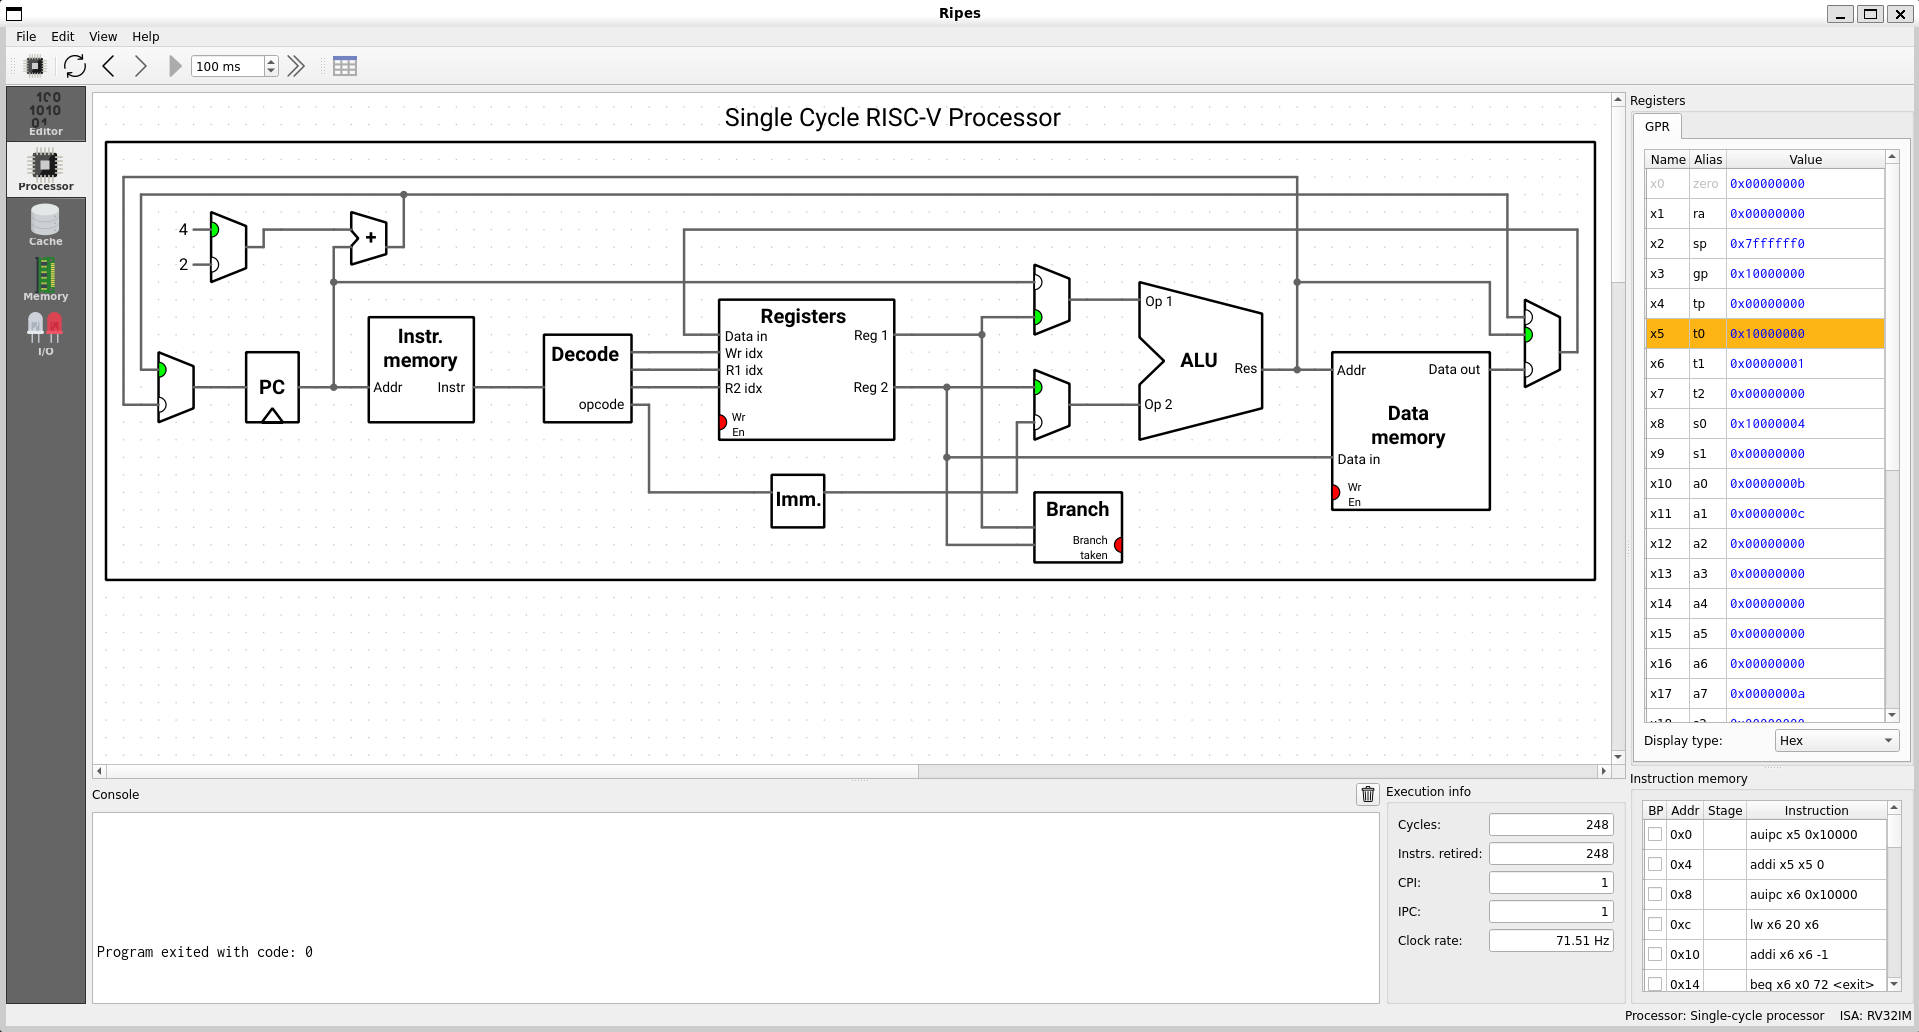 Ripes
File Edit View Help
100 ms
Editor
Processor
Cache
Memory
I/O
Single Cycle RISC-V Processor
4
2
+
PC
Instr. memory
Addr Instr
Decode
opcode
Registers
Data in Reg 1
Wr idx
R1 idx
R2 idx Reg 2
Wr
En
Imm.
Op 1
ALU
Res
Op 2
Branch
Branch
taken
Addr Data out
Data
memory
Data in
Wr
En
Registers
GPR
Name Alias Value
x0 zero 0x00000000
x1 ra 0x00000000
x2 sp 0x7ffffff0
x3 gp 0x10000000
x4 tp 0x00000000
x5 t0 0x10000000
x6 t1 0x00000001
x7 t2 0x00000000
x8 s0 0x10000004
x9 s1 0x00000000
x10 a0 0x0000000b
x11 a1 0x0000000c
x12 a2 0x00000000
x13 a3 0x00000000
x14 a4 0x00000000
x15 a5 0x00000000
x16 a6 0x00000000
x17 a7 0x0000000a
Display type: Hex
Console
Program exited with code: 0
Execution info
Cycles: 248
Instrs. retired: 248
CPI: 1
IPC: 1
Clock rate: 71.51 Hz
Instruction memory
BP Addr Stage Instruction
0x0 auipc x5 0x10000
0x4 addi x5 x5 0
0x8 auipc x6 0x10000
0xc lw x6 20 x6
0x10 addi x6 x6 -1
0x14 beq x6 x0 72 <exit>
Processor: Single-cycle processor ISA: RV32IM